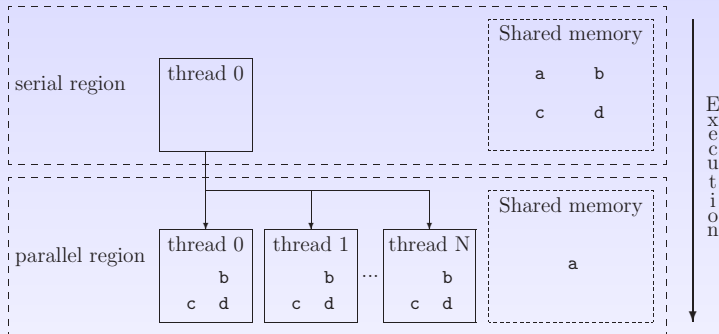 Shared memory
thread 0
a b
serial region
c d
Execution
Shared memory
thread 0 thread 1 thread N
parallel region
a
b b ... b
c d c d c d